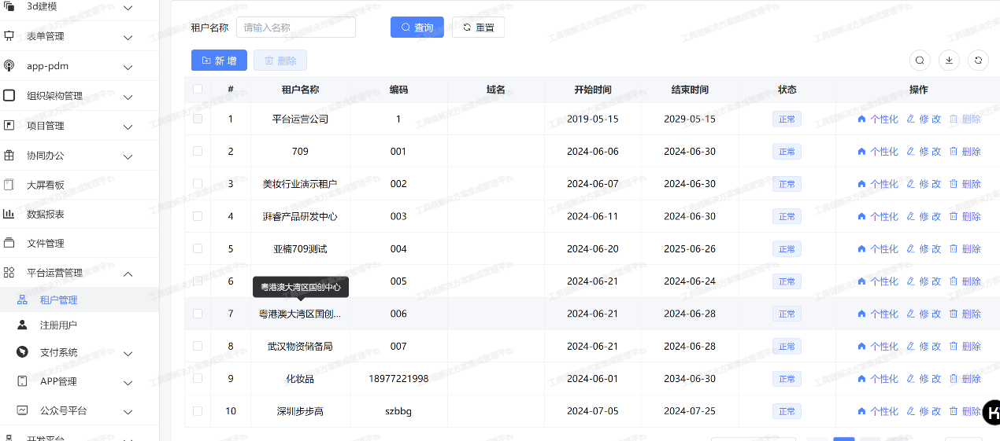 3d建模
表单管理
app-pdm
组织架构管理
项目管理
协同办公
大屏看板
数据报表
文件管理
平台运营管理
租户管理
注册用户
支付系统
APP管理
公众号平台
开发平台
租户名称 请输入名称 查询 重置
新增 删除
# 租户名称 编码 域名 开始时间 结束时间 状态 操作
1 平台运营公司 1 2019-05-15 2029-05-15 正常 个性化 修改 删除
2 709 001 2024-06-06 2024-06-30 正常 个性化 修改 删除
3 美妆行业演示租户 002 2024-06-07 2024-06-30 正常 个性化 修改 删除
4 湃睿产品研发中心 003 2024-06-11 2024-06-30 正常 个性化 修改 删除
5 亚楠709测试 004 2024-06-20 2025-06-26 正常 个性化 修改 删除
6 005 2024-06-21 2024-06-24 正常 个性化 修改 删除
粤港澳大湾区国创中心
7 粤港澳大湾区国创... 006 2024-06-21 2024-06-28 正常 个性化 修改 删除
8 武汉物资储备局 007 2024-06-21 2024-06-28 正常 个性化 修改 删除
9 化妆品 18977221998 2024-06-01 2034-06-30 正常 个性化 修改 删除
10 深圳步步高 szbbg 2024-07-05 2024-07-25 正常 个性化 修改 删除
工具链解决方案集成管理平台